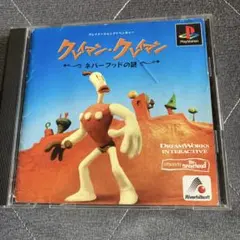 クレイマン・クレイマン
ネバーフッドの謎
PlayStation
DREAMWORKS
INTERACTIVE
Riverhillsoft